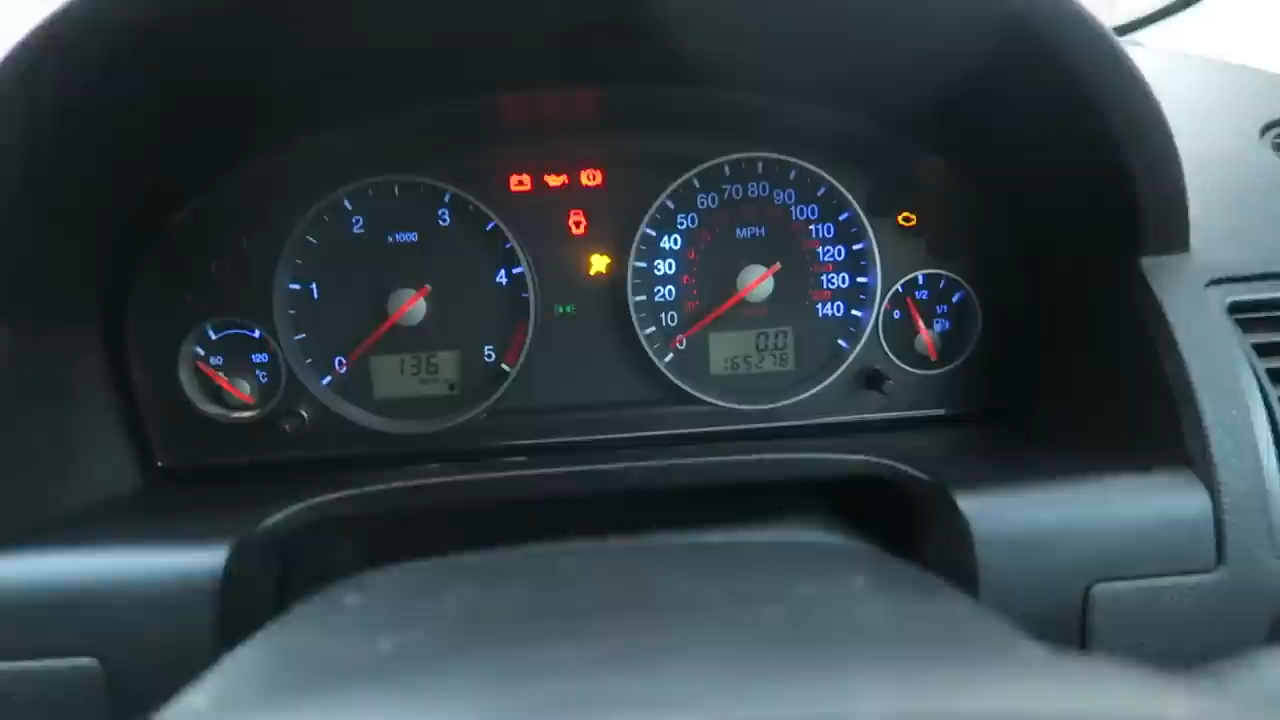 60 120
°C
0 1 2 3 4 5
x1000
136
0 10 20 30 40 50 60 70 80 90 100 110 120 130 140
MPH
0.0
165278
0 1/2 1/1